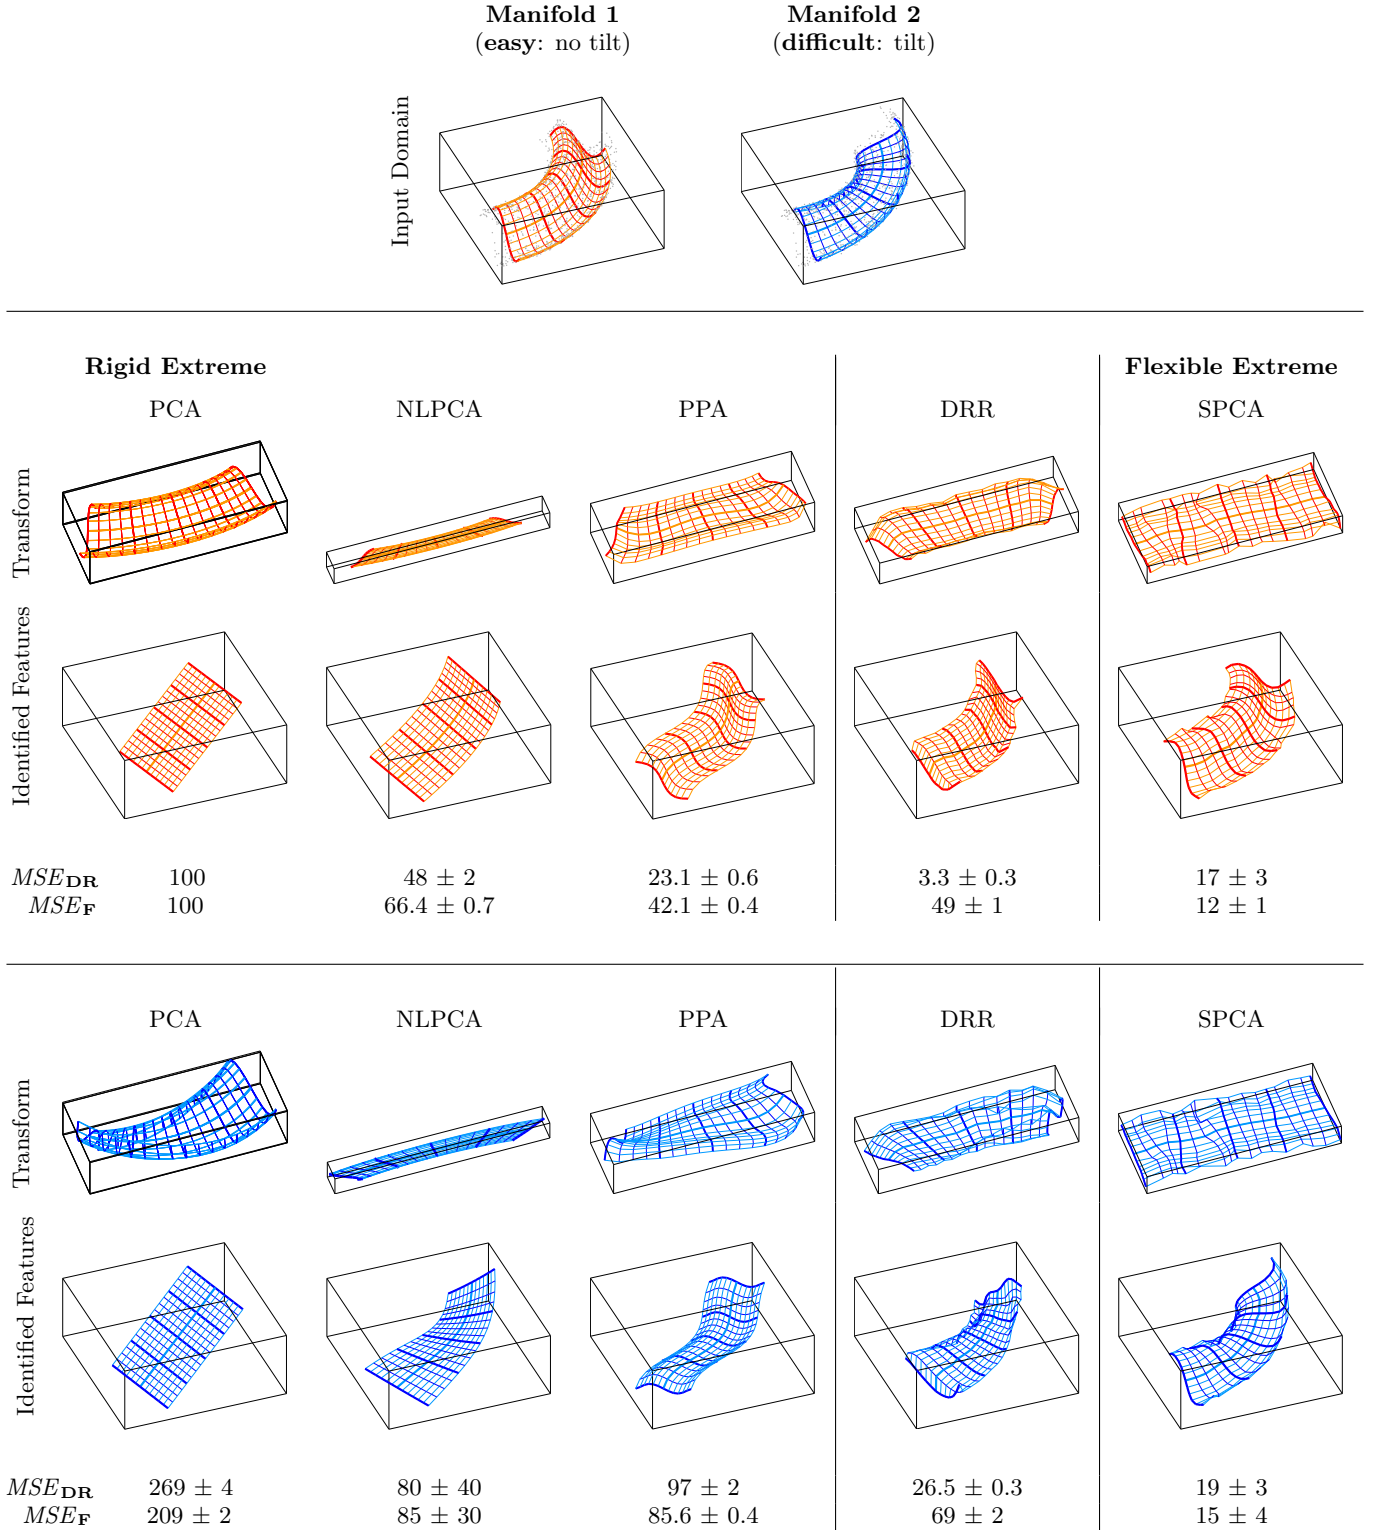 Manifold 1 Manifold 2
(easy: no tilt) (difficult: tilt)
Input Domain
Rigid Extreme Flexible Extreme
PCA NLPCA PPA DRR SPCA
Transform
Identified Features
MSE_DR 100 48 ± 2 23.1 ± 0.6 3.3 ± 0.3 17 ± 3
MSE_F 100 66.4 ± 0.7 42.1 ± 0.4 49 ± 1 12 ± 1
PCA NLPCA PPA DRR SPCA
Transform
Identified Features
MSE_DR 269 ± 4 80 ± 40 97 ± 2 26.5 ± 0.3 19 ± 3
MSE_F 209 ± 2 85 ± 30 85.6 ± 0.4 69 ± 2 15 ± 4